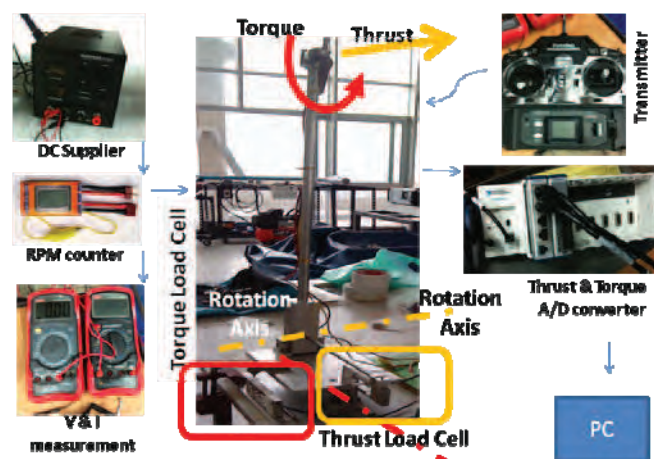 Torque
Thrust
Transmitter
DC Supplier
RPM counter
Torque Load Cell
Rotation
Axis
Rotation
Axis
Thrust & Torque
A/D converter
V & I
measurement
Thrust Load Cell
PC